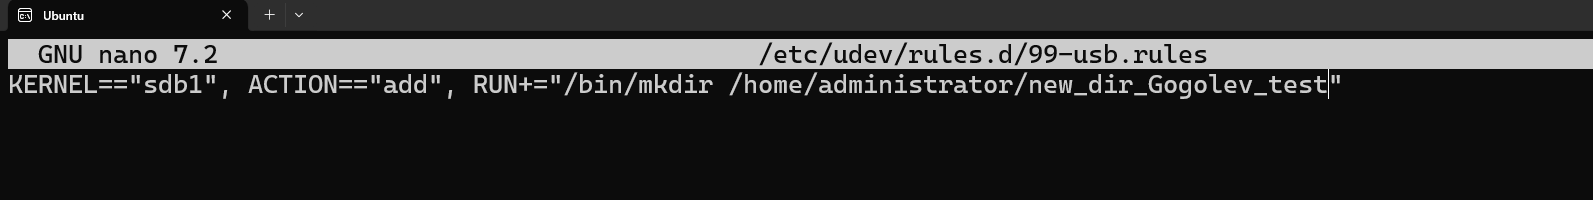 Ubuntu
GNU nano 7.2 /etc/udev/rules.d/99-usb.rules
KERNEL=="sdb1", ACTION=="add", RUN+="/bin/mkdir /home/administrator/new_dir_Gogolev_test"